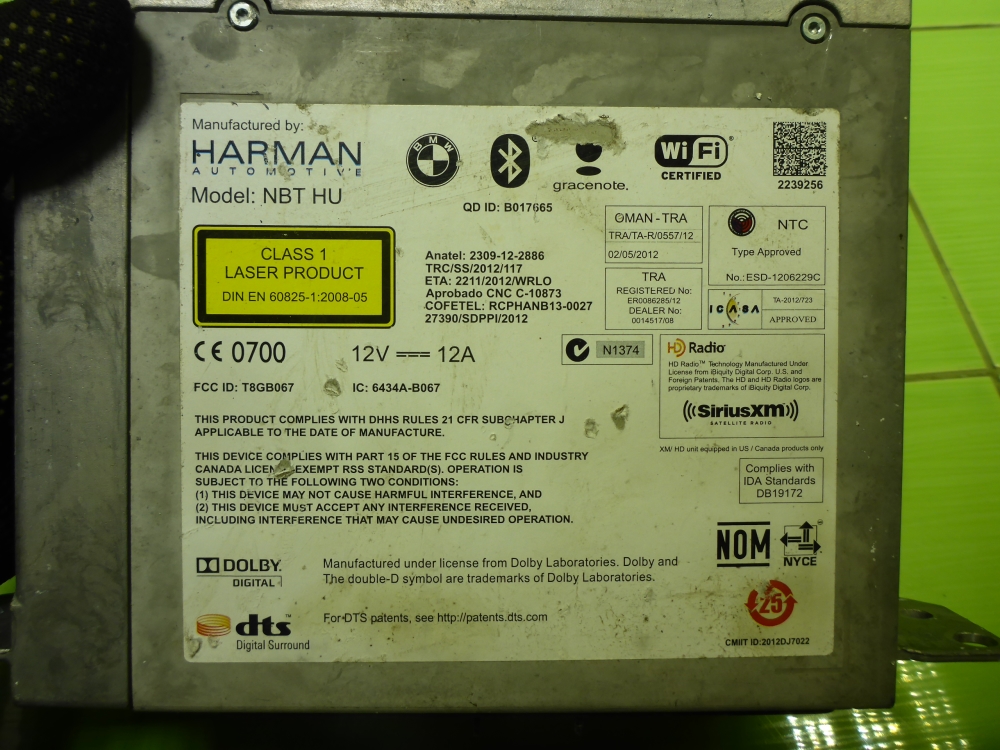 Manufactured by:
HARMAN
AUTOMOTIVE
Model: NBT HU
BMW
gracenote.
QD ID: B017665
WiFi
CERTIFIED
2239256
CLASS 1
LASER PRODUCT
DIN EN 60825-1:2008-05
Anatel: 2309-12-2886
TRC/SS/2012/117
ETA: 2211/2012/WRLO
Aprobado CNC C-10873
COFETEL: RCPHANB13-0027
27390/SDPPI/2012
OMAN - TRA
TRA/TA-R/0557/12
02/05/2012
TRA
REGISTERED No:
ER0086285/12
DEALER No:
0014517/08
NTC
Type Approved
No.: ESD-1206229C
ICASA
TA-2012/723
APPROVED
CE 0700
12V 12A
N1374
FCC ID: T8GB067
IC: 6434A-B067
HD Radio
HD Radio™ Technology Manufactured Under
License from iBiquity Digital Corp. U.S. and
Foreign Patents. The HD and HD Radio logos are
proprietary trademarks of iBiquity Digital Corp.
SiriusXM
SATELLITE RADIO
XM/ HD unit equipped in US / Canada products only
THIS PRODUCT COMPLIES WITH DHHS RULES 21 CFR SUBCHAPTER J
APPLICABLE TO THE DATE OF MANUFACTURE.
THIS DEVICE COMPLIES WITH PART 15 OF THE FCC RULES AND INDUSTRY
CANADA LICENSE-EXEMPT RSS STANDARD(S). OPERATION IS
SUBJECT TO THE FOLLOWING TWO CONDITIONS:
(1) THIS DEVICE MAY NOT CAUSE HARMFUL INTERFERENCE, AND
(2) THIS DEVICE MUST ACCEPT ANY INTERFERENCE RECEIVED,
INCLUDING INTERFERENCE THAT MAY CAUSE UNDESIRED OPERATION.
Complies with
IDA Standards
DB19172
NOM
NYCE
DOLBY
DIGITAL
Manufactured under license from Dolby Laboratories. Dolby and
The double-D symbol are trademarks of Dolby Laboratories.
dts™
Digital Surround
For DTS patents, see http://patents.dts.com
25
CMIIT ID:2012DJ7022